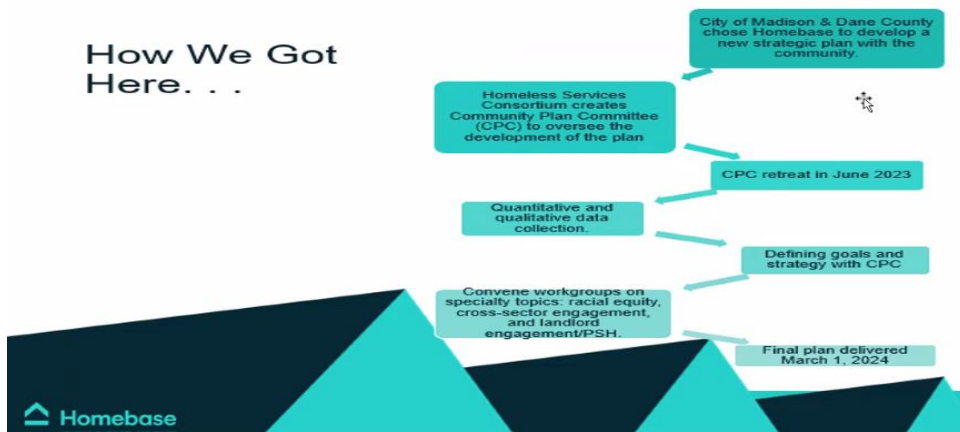 How We Got
Here. . .
City of Madison & Dane County
chose Homebase to develop a
new strategic plan with the
community.
Homeless Services
Consortium creates
Community Plan Committee
(CPC) to oversee the
development of the plan
CPC retreat in June 2023
Quantitative and
qualitative data
collection.
Defining goals and
strategy with CPC
Convene workgroups on
specialty topics: racial equity,
cross-sector engagement,
and landlord
engagement/PSH.
Final plan delivered
March 1, 2024
Homebase